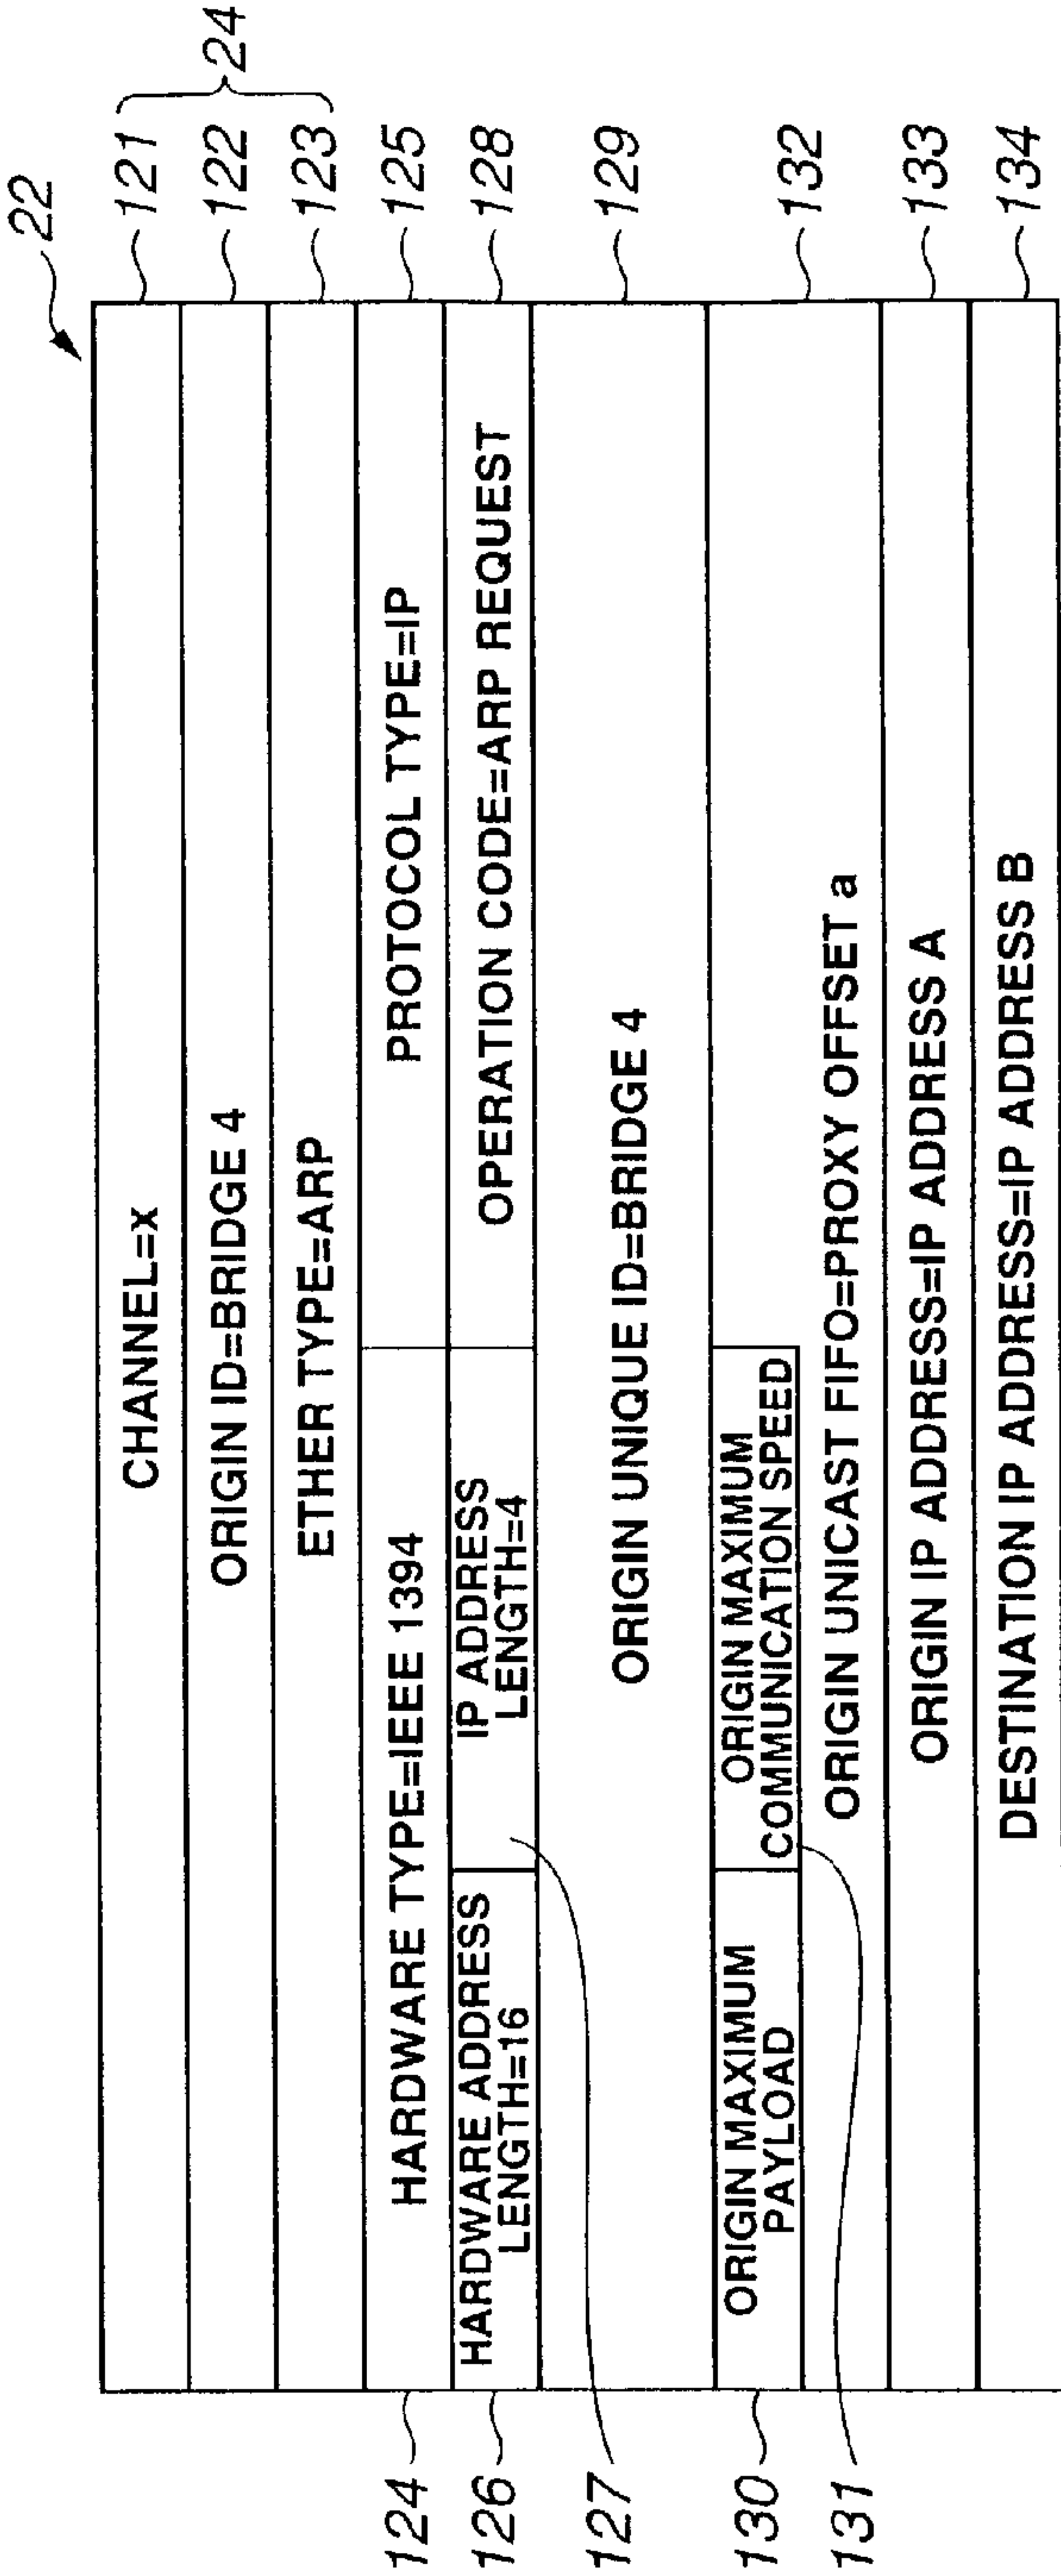 22
CHANNEL=x
121
ORIGIN ID=BRIDGE 4
122
24
ETHER TYPE=ARP
123
124
HARDWARE TYPE=IEEE 1394
PROTOCOL TYPE=IP
125
126
HARDWARE ADDRESS
LENGTH=16
IP ADDRESS
LENGTH=4
OPERATION CODE=ARP REQUEST
128
127
ORIGIN UNIQUE ID=BRIDGE 4
129
130
ORIGIN MAXIMUM
PAYLOAD
ORIGIN MAXIMUM
COMMUNICATION SPEED
131
ORIGIN UNICAST FIFO=PROXY OFFSET a
132
ORIGIN IP ADDRESS=IP ADDRESS A
133
DESTINATION IP ADDRESS=IP ADDRESS B
134